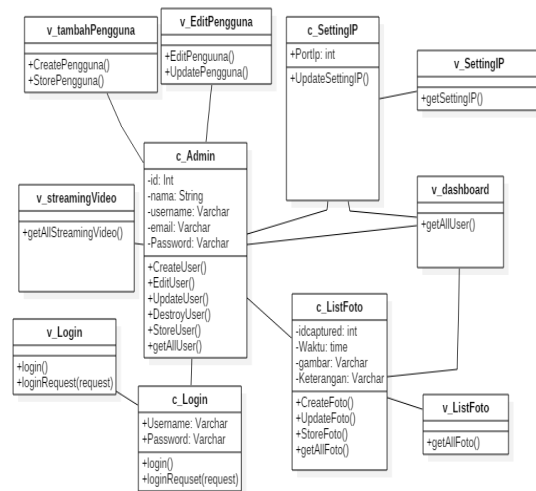 v_tambahPengguna
+CreatePengguna()
+StorePengguna()
v_EditPengguna
+EditPenguuna()
+UpdatePengguna()
c_SettingIP
+PortIp: int
+UpdateSettingIP()
v_SettingIP
+getSettingIP()
c_Admin
-id: Int
-nama: String
-username: Varchar
-email: Varchar
-Password: Varchar
+CreateUser()
+EditUser()
+UpdateUser()
+DestroyUser()
+StoreUser()
+getAllUser()
v_streamingVideo
+getAllStreamingVideo()
v_dashboard
+getAllUser()
v_Login
+login()
+loginRequest(request)
c_Login
+Username: Varchar
+Password: Varchar
+login()
+loginRequset(request)
c_ListFoto
-idcaptured: int
-Waktu: time
-gambar: Varchar
-Keterangan: Varchar
+CreateFoto()
+UpdateFoto()
+StoreFoto()
+getAllFoto()
v_ListFoto
+getAllFoto()